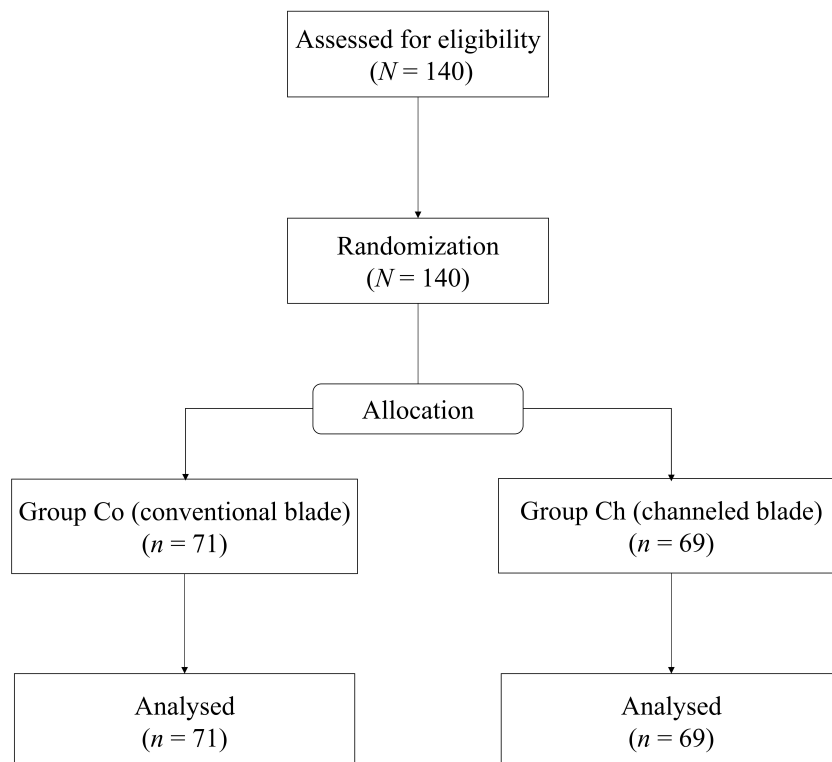 Assessed for eligibility
(N = 140)
Randomization
(N = 140)
Allocation
Group Co (conventional blade)
(n = 71)
Group Ch (channeled blade)
(n = 69)
Analysed
(n = 71)
Analysed
(n = 69)